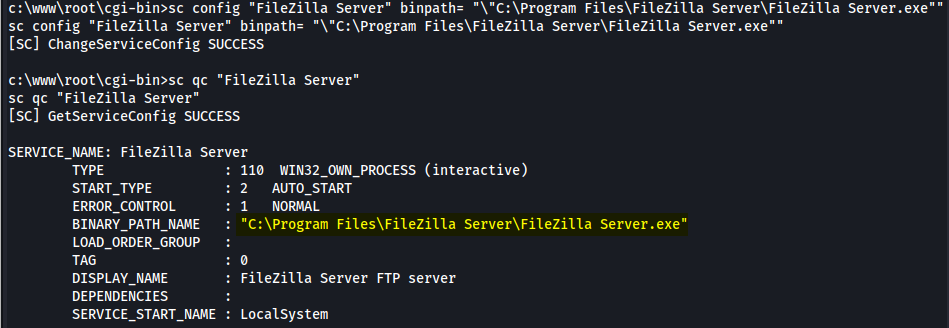 c:\www\root\cgi-bin>sc config "FileZilla Server" binpath= "\"C:\Program Files\FileZilla Server\FileZilla Server.exe""
sc config "FileZilla Server" binpath= "\"C:\Program Files\FileZilla Server\FileZilla Server.exe""
[SC] ChangeServiceConfig SUCCESS
c:\www\root\cgi-bin>sc qc "FileZilla Server"
sc qc "FileZilla Server"
[SC] GetServiceConfig SUCCESS
SERVICE_NAME: FileZilla Server
TYPE : 110 WIN32_OWN_PROCESS (interactive)
START_TYPE : 2 AUTO_START
ERROR_CONTROL : 1 NORMAL
BINARY_PATH_NAME : "C:\Program Files\FileZilla Server\FileZilla Server.exe"
LOAD_ORDER_GROUP :
TAG : 0
DISPLAY_NAME : FileZilla Server FTP server
DEPENDENCIES :
SERVICE_START_NAME : LocalSystem